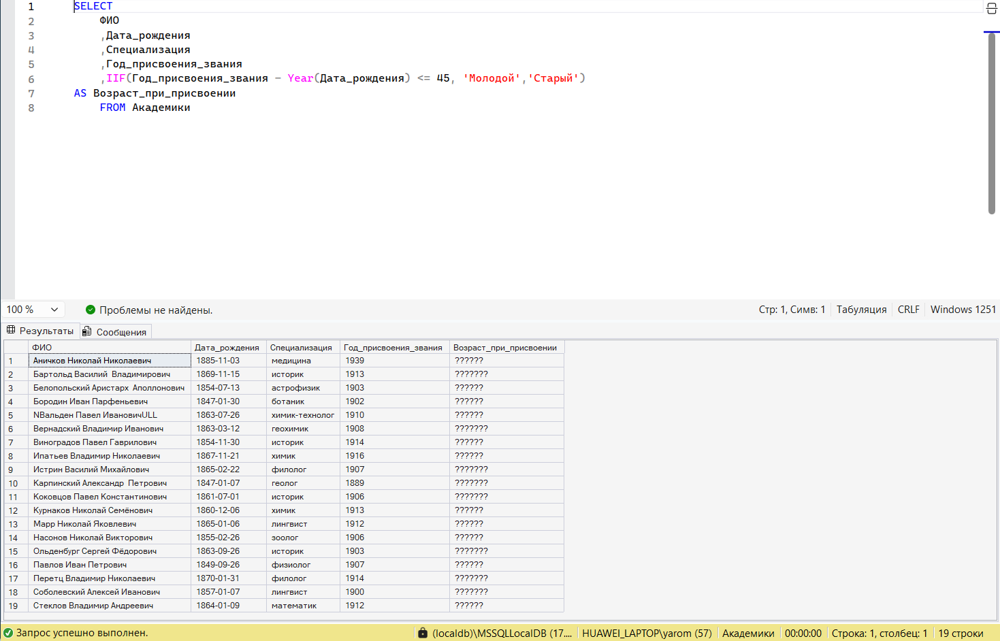 1 SELECT
2 ФИО
3 ,Дата_рождения
4 ,Специализация
5 ,Год_присвоения_звания
6 ,IIF(Год_присвоения_звания - Year(Дата_рождения) <= 45, 'Молодой','Старый')
7 AS Возраст_при_присвоении
8 FROM Академики
100 % Проблемы не найдены. Стр: 1, Симв: 1 Табуляция CRLF Windows 1251
Результаты Сообщения
ФИО Дата_рождения Специализация Год_присвоения_звания Возраст_при_присвоении
1 Аничков Николай Николаевич 1885-11-03 медицина 1939 ??????
2 Бартольд Василий  Владимирович 1869-11-15 историк 1913 ???????
3 Белопольский Аристарх  Аполлонович 1854-07-13 астрофизик 1903 ??????
4 Бородин Иван Парфеньевич 1847-01-30 ботаник 1902 ??????
5 NВальден Павел ИвановичULL 1863-07-26 химик-технолог 1910 ??????
6 Вернадский Владимир Иванович 1863-03-12 геохимик 1908 ???????
7 Виноградов Павел Гаврилович 1854-11-30 историк 1914 ??????
8 Ипатьев Владимир Николаевич 1867-11-21 химик 1916 ??????
9 Истрин Василий Михайлович 1865-02-22 филолог 1907 ???????
10 Карпинский Александр  Петрович 1847-01-07 геолог 1889 ???????
11 Коковцов Павел Константинович 1861-07-01 историк 1906 ???????
12 Курнаков Николай Семёнович 1860-12-06 химик 1913 ??????
13 Марр Николай Яковлевич 1865-01-06 лингвист 1912 ??????
14 Насонов Николай Викторович 1855-02-26 зоолог 1906 ??????
15 Ольденбург Сергей Фёдорович 1863-09-26 историк 1903 ???????
16 Павлов Иван Петрович 1849-09-26 физиолог 1907 ??????
17 Перетц Владимир Николаевич 1870-01-31 филолог 1914 ???????
18 Соболевский Алексей Иванович 1857-01-07 лингвист 1900 ???????
19 Стеклов Владимир Андреевич 1864-01-09 математик 1912 ??????
Запрос успешно выполнен. (localdb)\MSSQLLocalDB (17.... HUAWEI_LAPTOP\yarom (57) Академики 00:00:00 Строка: 1, столбец: 1 19 строки